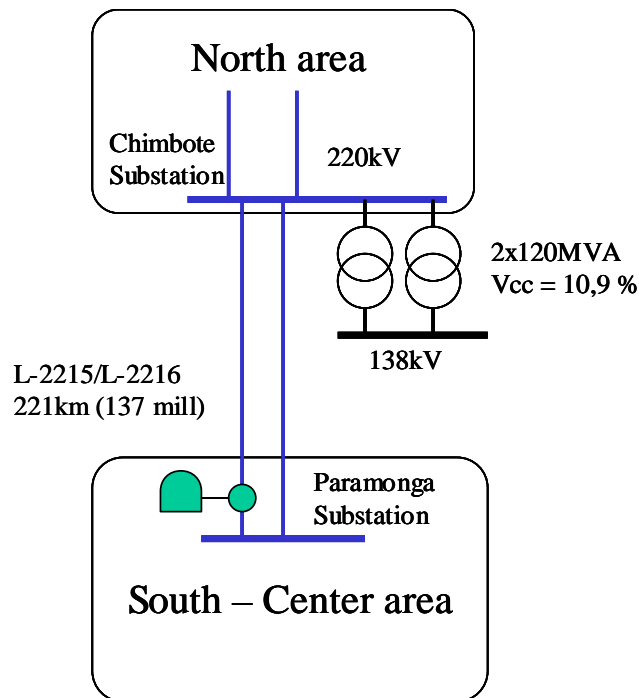 North area
Chimbote
Substation
220kV
2x120MVA
Vcc = 10,9 %
138kV
L-2215/L-2216
221km (137 mill)
Paramonga
Substation
South – Center area